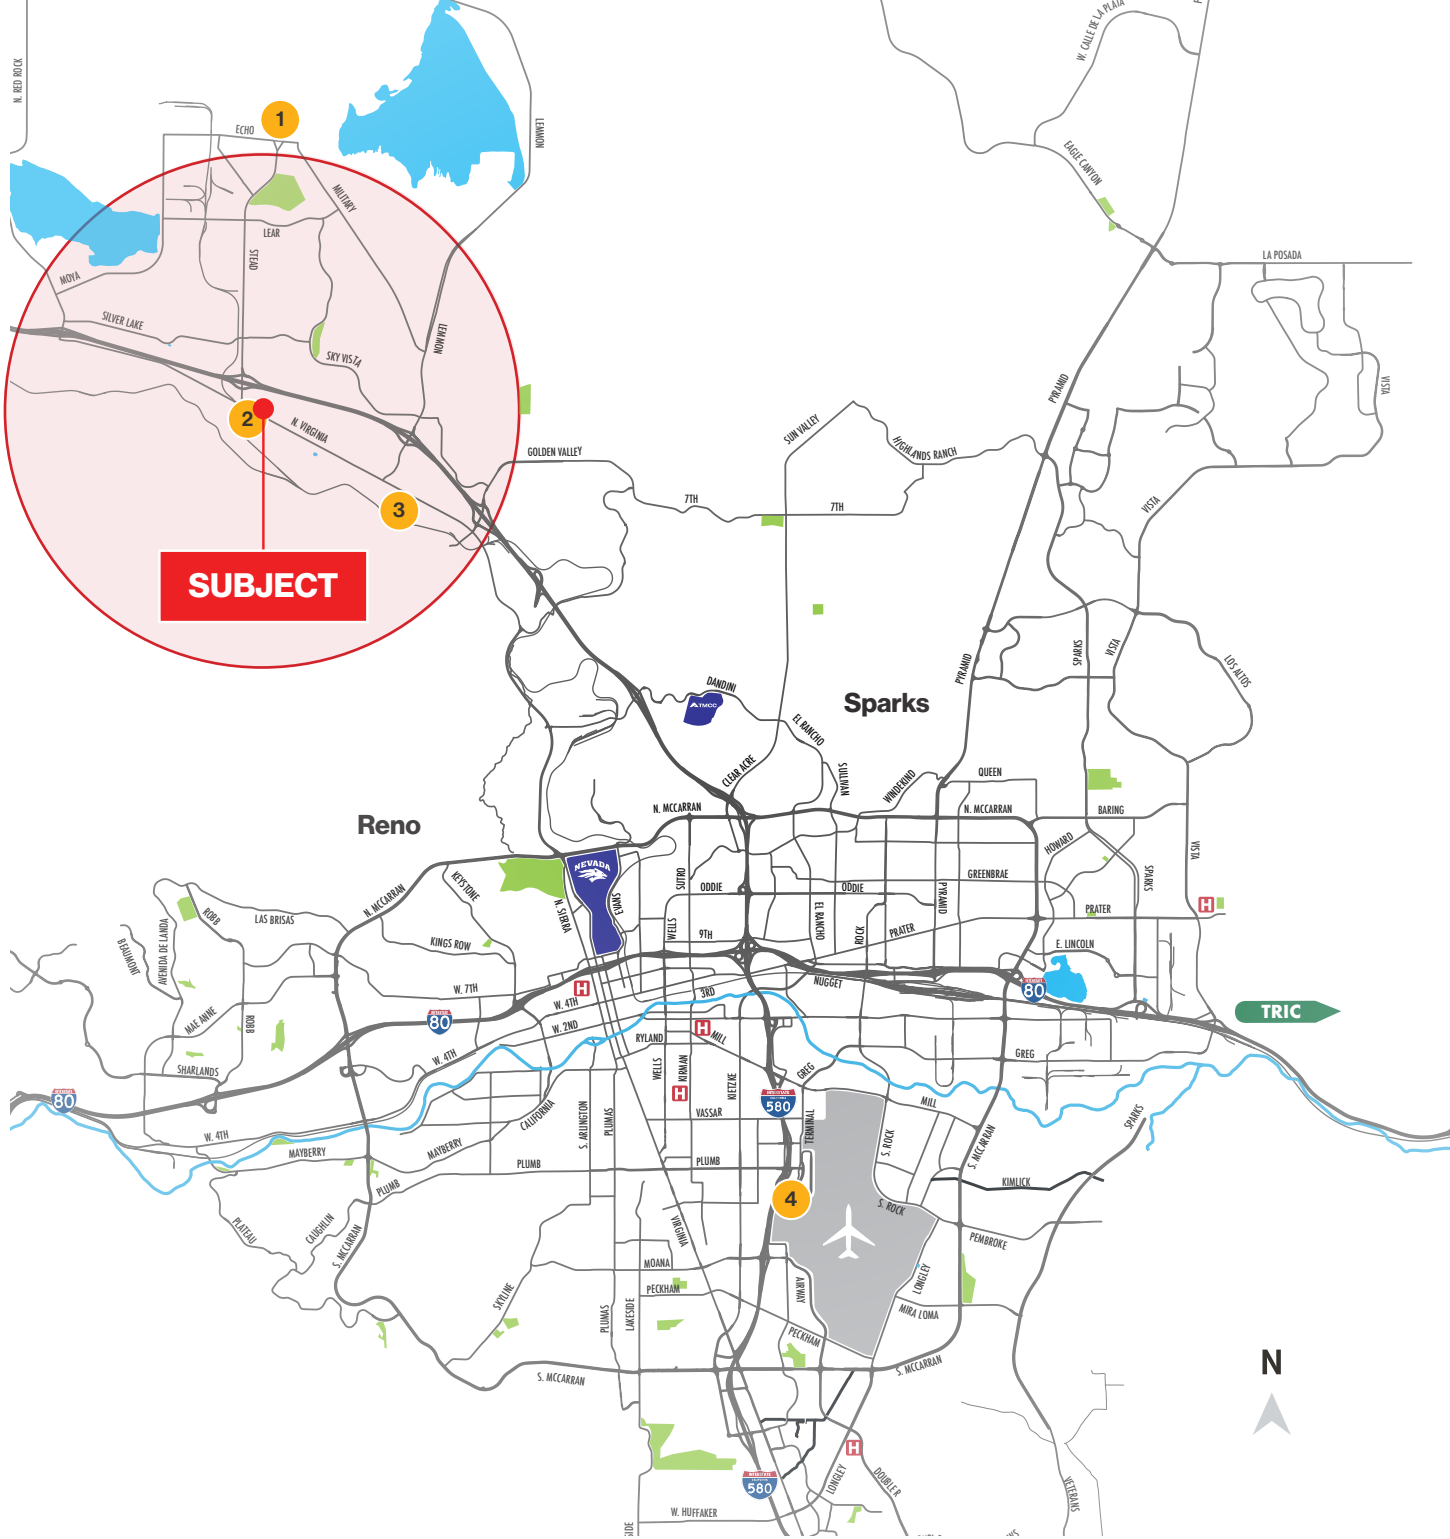 N. RED ROCK
W. CALLE DE LA PLATA
P
ECHO
1
LEMMON
MILITARY
EAGLE CANYON
LEAR
STEAD
MOYA
LA POSADA
SILVER LAKE
SKY VISTA
LEMMON
PYRAMID
VISTA
2
N. VIRGINIA
SUN VALLEY
HIGHLANDS RANCH
GOLDEN VALLEY
7TH
7TH
VISTA
3
SUBJECT
SPARKS
VISTA
LOS ALTOS
PYRAMID
DANDINI
TMCC
Sparks
EL RANCHO
CLEAR ACRE
SULLIVAN
WINDEKIND
QUEEN
N. MCCARRAN
N. MCCARRAN
BARING
Reno
HOWARD
VISTA
NEVADA
KEYSTONE
N. MCCARRAN
SUTRO
ODDIE
ODDIE
GREENBRAE
SPARKS
PYRAMID
N. SIERRA
EVANS
EL RANCHO
PRATER
H
ROBB
LAS BRISAS
AVENIDA DE LANDA
BEAUMONT
KINGS ROW
WELLS
9TH
ROCK
PRATER
E. LINCOLN
W. 7TH
H
3RD
NUGGET
INTERSTATE
80
TRIC
MAE ANNE
ROBB
80
W. 4TH
W. 2ND
H
MILL
RYLAND
W. 4TH
GREG
GREG
SHARLANDS
WELLS
KIRMAN
KIETZKE
H
INTERSTATE
580
80
CALIFORNIA
S. ARLINGTON
PLUMAS
VASSAR
TERMINAL
MILL
SPARKS
W. 4TH
MAYBERRY
MAYBERRY
S. ROCK
S. MCCARRAN
PLUMB
PLUMB
PLUMB
KIMLICK
4
S. ROCK
PLATEAU
CAUGHLIN
S. MCCARRAN
VIRGINIA
PEMBROKE
MOANA
PECKHAM
AIRWAY
LONGLEY
SKYLINE
PLUMAS
LAKESIDE
MIRA LOMA
PECKHAM
S. MCCARRAN
S. MCCARRAN
N
H
LONGLEY
DOUBLE R
VETERANS
INTERSTATE
580
W. HUFFAKER
SIDE
NS